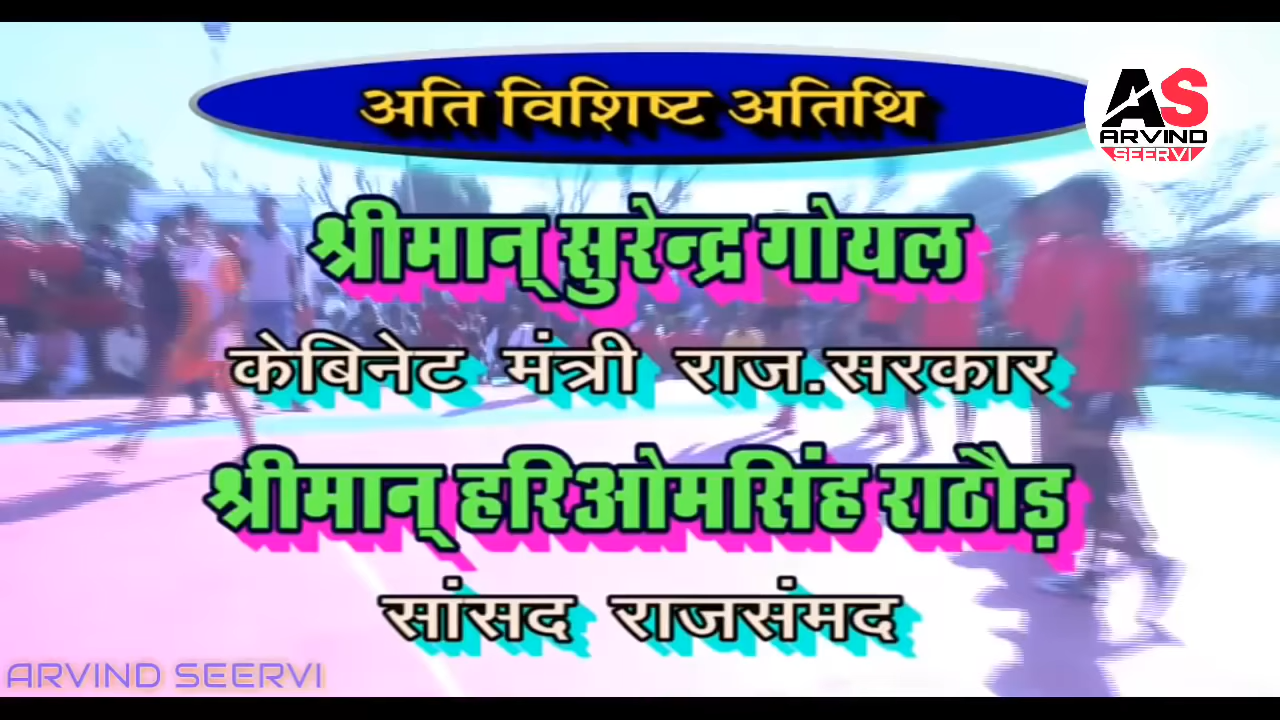 अति विशिष्ट अतिथि
AS
ARVIND
SEERVI
श्रीमान् सुरेन्द्र गोयल
केबिनेट मंत्री राज.सरकार
श्रीमान् हरिओमसिंह राठौड़
सांसद राजसंमद
ARVIND SEERVI